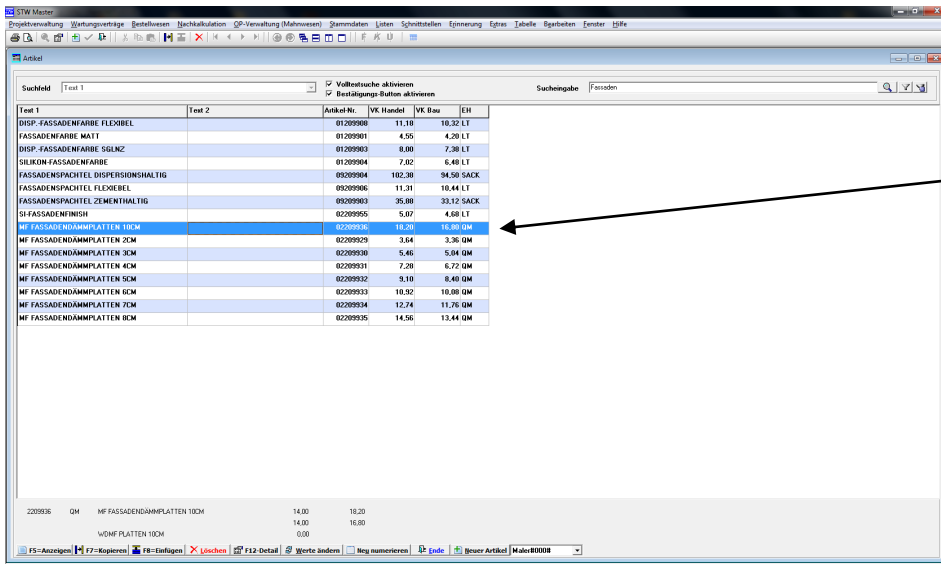 STW Master
Projektverwaltung Wartungsverträge Bestellwesen Nachkalkulation OP-Verwaltung (Mahnwesen) Stammdaten Listen Schnittstellen Erinnerung Extras Tabelle Bearbeiten Fenster Hilfe
F K U
Artikel
Suchfeld Text 1 Volltextsuche aktivieren Sucheingabe Fassaden
Bestätigungs-Button aktivieren
Text 1 Text 2 Artikel-Nr. VK Handel VK Bau EH
DISP.-FASSADENFARBE FLEXIBEL 01209908 11,18 10,32 LT
FASSADENFARBE MATT 01209901 4,55 4,20 LT
DISP.-FASSADENFARBE SGLNZ 01209903 8,00 7,38 LT
SILIKON-FASSADENFARBE 01209904 7,02 6,48 LT
FASSADENSPACHTEL DISPERSIONSHALTIG 09209904 102,38 94,50 SACK
FASSADENSPACHTEL FLEXIEBEL 09209906 11,31 10,44 LT
FASSADENSPACHTEL ZEMENTHALTIG 09209903 35,88 33,12 SACK
SI-FASSADENFINISH 02209955 5,07 4,68 LT
MF FASSADENDÄMMPLATTEN 10CM 02209936 18,20 16,80 QM
MF FASSADENDÄMMPLATTEN 2CM 02209929 3,64 3,36 QM
MF FASSADENDÄMMPLATTEN 3CM 02209930 5,46 5,04 QM
MF FASSADENDÄMMPLATTEN 4CM 02209931 7,28 6,72 QM
MF FASSADENDÄMMPLATTEN 5CM 02209932 9,10 8,40 QM
MF FASSADENDÄMMPLATTEN 6CM 02209933 10,92 10,08 QM
MF FASSADENDÄMMPLATTEN 7CM 02209934 12,74 11,76 QM
MF FASSADENDÄMMPLATTEN 8CM 02209935 14,56 13,44 QM
2209936 QM MF FASSADENDÄMMPLATTEN 10CM 14,00 18,20
14,00 16,80
WDMF PLATTEN 10CM 0,00
F5=Anzeigen F7=Kopieren F8=Einfügen Löschen F12-Detail Werte ändern Neu numerieren Ende Neuer Artikel Maler#000#